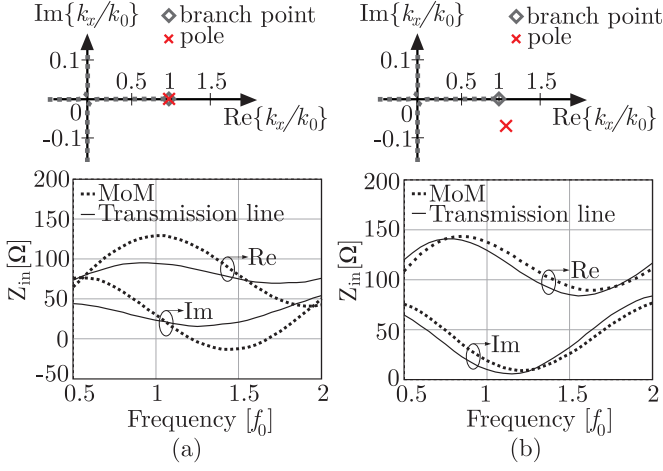 Im{kₓ/k₀}
branch point
pole
0.1
0
-0.1
0.5
1
1.5
Re{kₓ/k₀}
200
150
100
50
0
-50
Z_in[Ω]
MoM
Transmission line
Re
Im
0.5
1
1.5
2
Frequency [f₀]
(a)
Im{kₓ/k₀}
branch point
pole
0.1
0
-0.1
0.5
1
1.5
Re{kₓ/k₀}
200
150
100
50
0
Z_in[Ω]
MoM
Transmission line
Re
Im
0.5
1
1.5
2
Frequency [f₀]
(b)